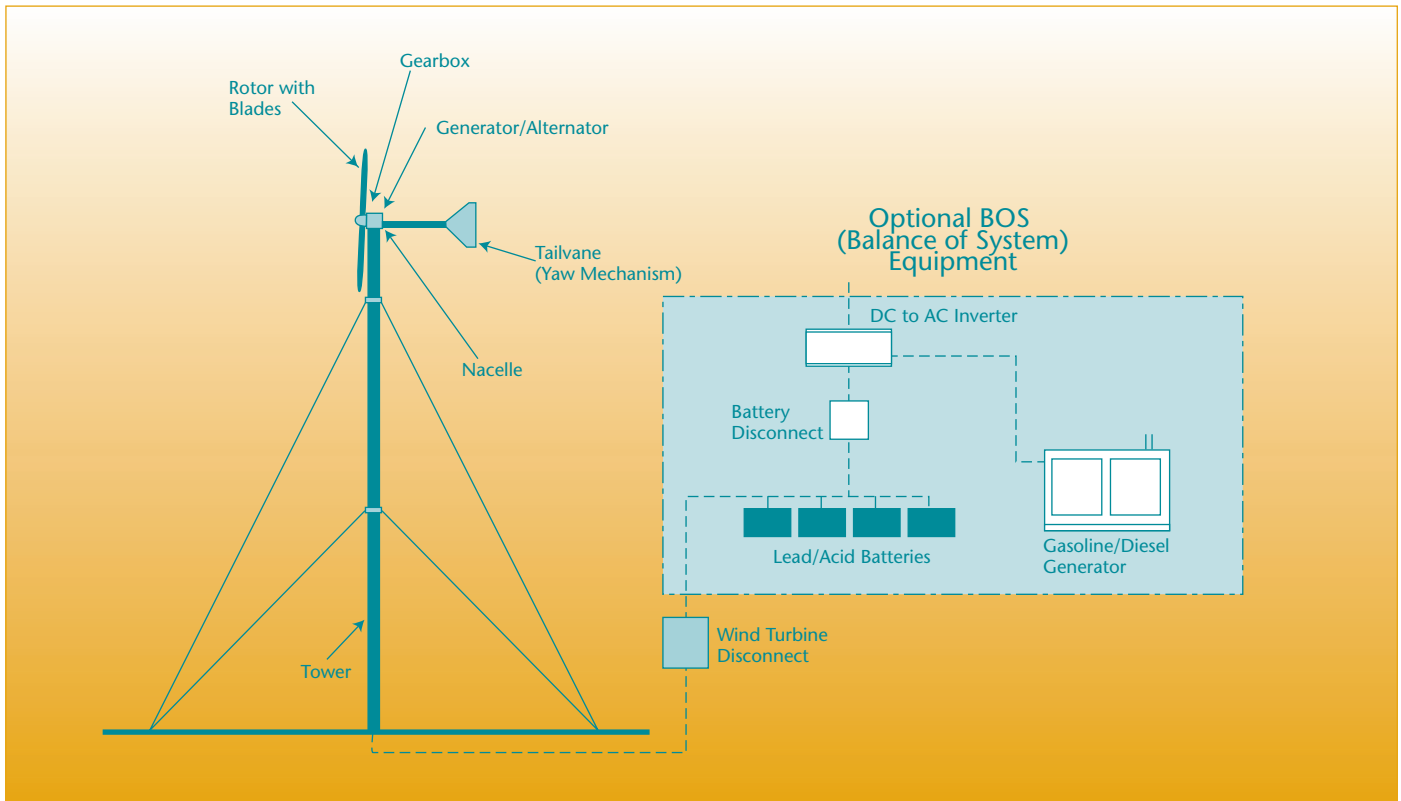 Gearbox
Rotor with
Blades
Generator/Alternator
Tailvane
(Yaw Mechanism)
Nacelle
Tower
Optional BOS
(Balance of System)
Equipment
DC to AC Inverter
Battery
Disconnect
Lead/Acid Batteries
Gasoline/Diesel
Generator
Wind Turbine
Disconnect